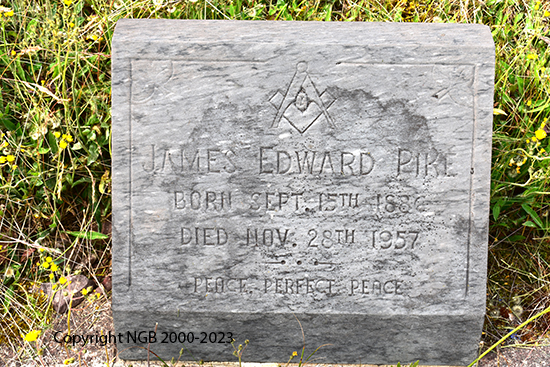 JAMES EDWARD PIKE
BORN SEPT. 15TH 1886
DIED NOV. 28TH 1957
PEACE, PERFECT PEACE
Copyright NGB 2000-2023